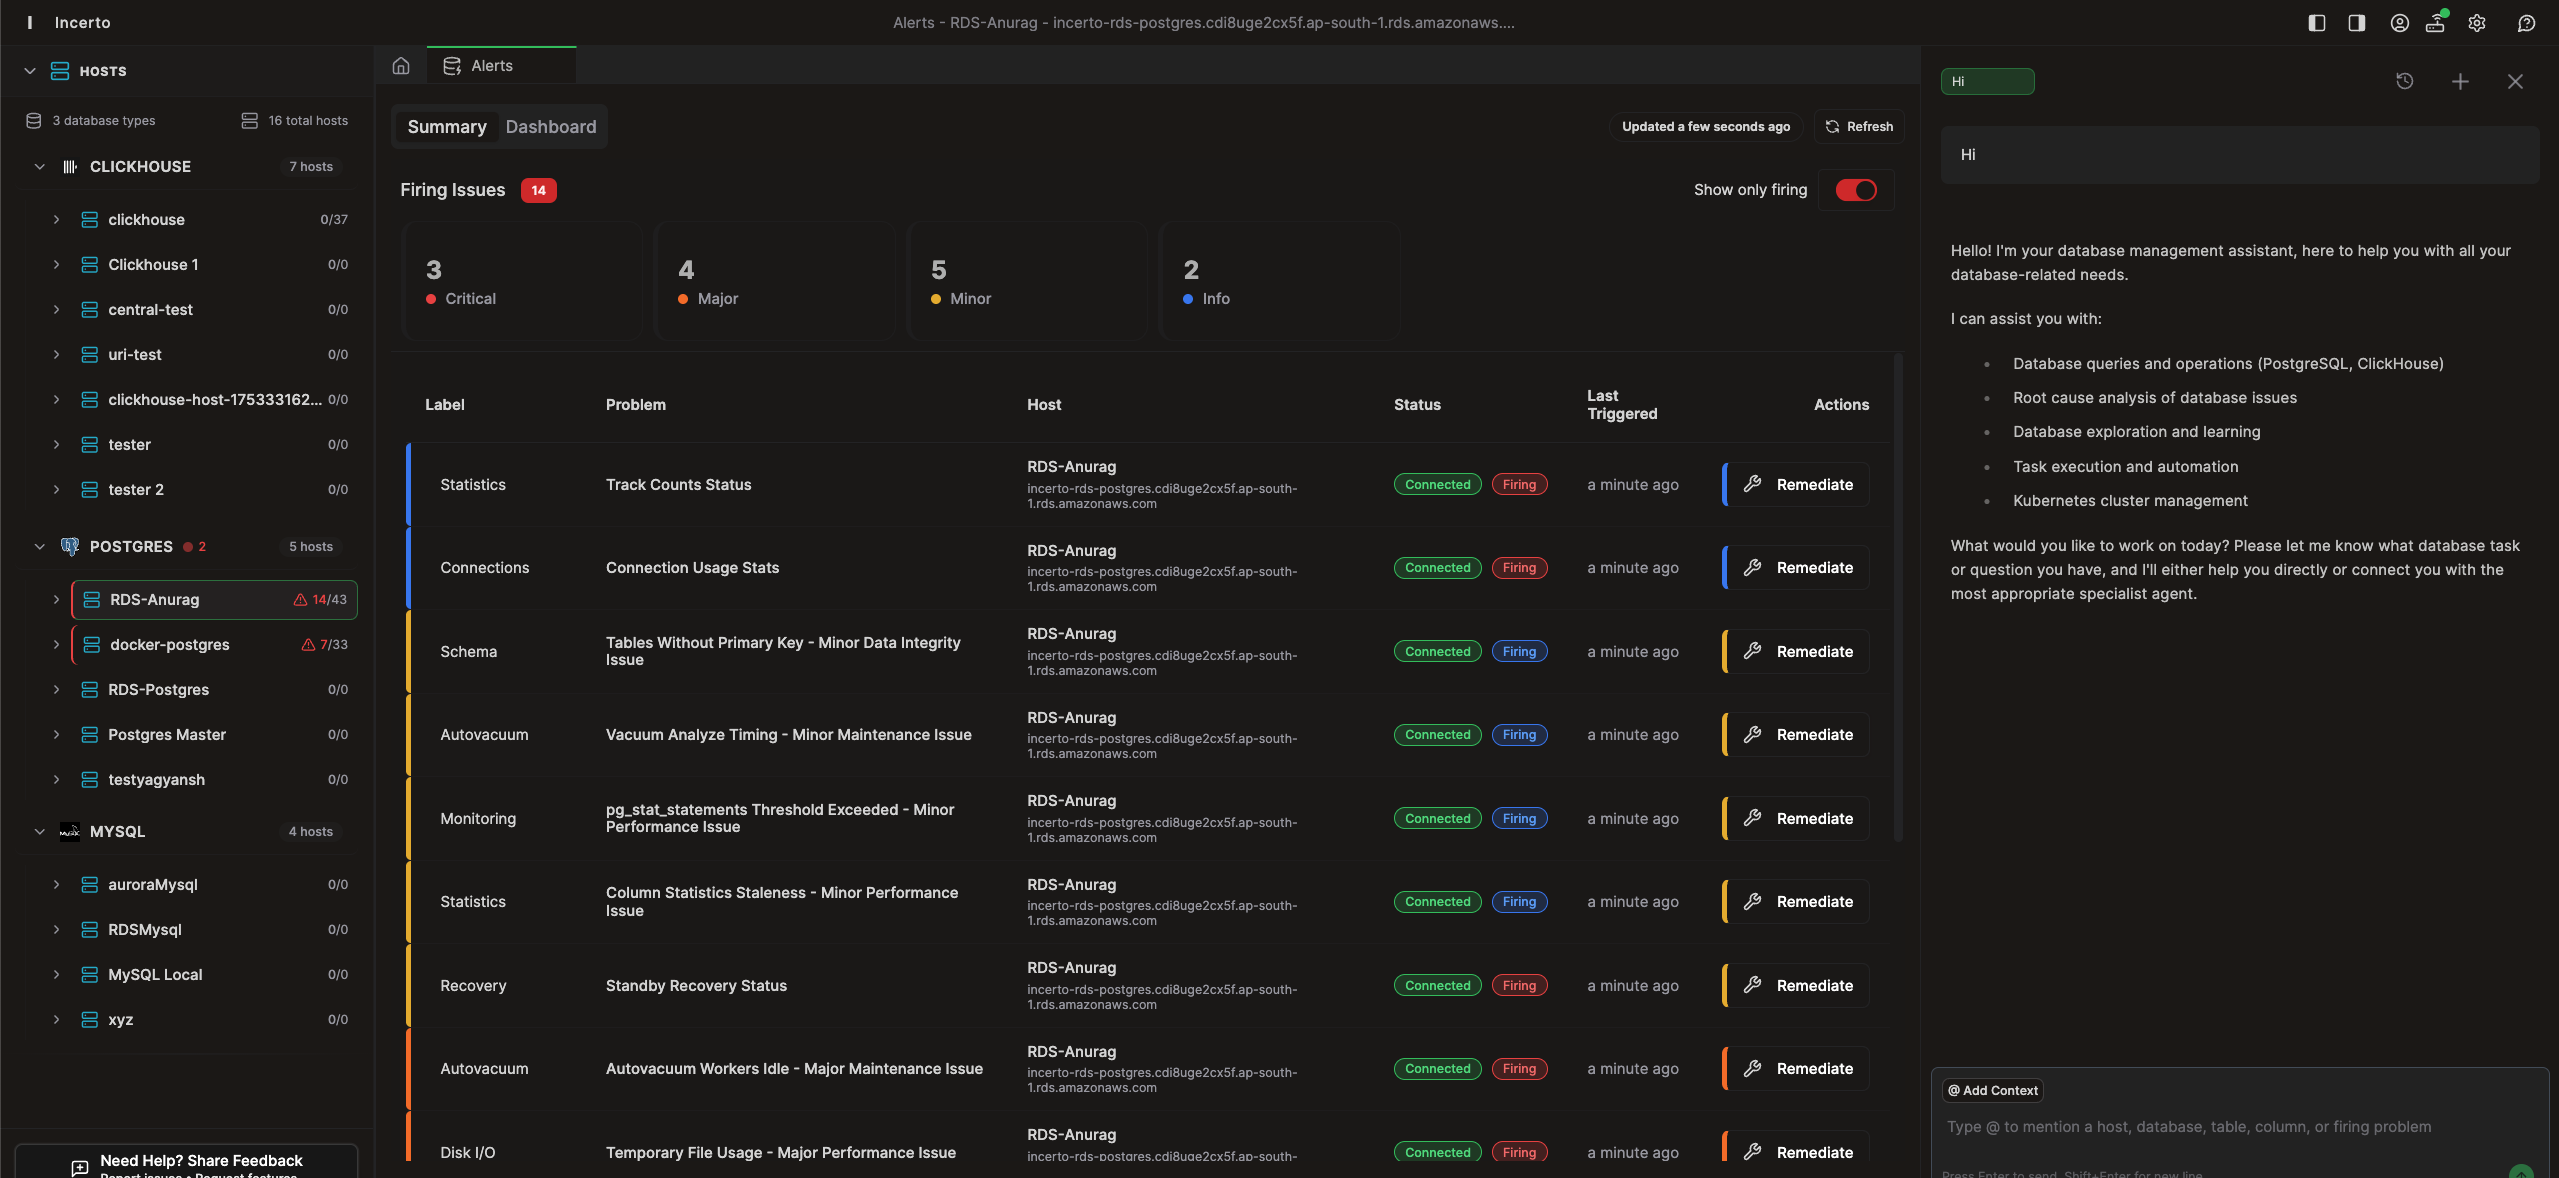 Incerto
Alerts - RDS-Anurag - incerto-rds-postgres.cdi8uge2cx5f.ap-south-1.rds.amazonaws....
HOSTS
3 database types
16 total hosts
CLICKHOUSE
7 hosts
clickhouse
0/37
Clickhouse 1
0/0
central-test
0/0
uri-test
0/0
clickhouse-host-175333162...
0/0
tester
0/0
tester 2
0/0
POSTGRES
2
5 hosts
RDS-Anurag
14/43
docker-postgres
7/33
RDS-Postgres
0/0
Postgres Master
0/0
testyagyansh
0/0
MYSQL
4 hosts
auroraMysql
0/0
RDSMysql
0/0
MySQL Local
0/0
xyz
0/0
Need Help? Share Feedback
Report issues • Request features
Alerts
Summary
Dashboard
Updated a few seconds ago
Refresh
Firing Issues
14
Show only firing
3
Critical
4
Major
5
Minor
2
Info
Label
Problem
Host
Status
Last
Triggered
Actions
Statistics
Track Counts Status
RDS-Anurag
incerto-rds-postgres.cdi8uge2cx5f.ap-south-
1.rds.amazonaws.com
Connected
Firing
a minute ago
Remediate
Connections
Connection Usage Stats
RDS-Anurag
incerto-rds-postgres.cdi8uge2cx5f.ap-south-
1.rds.amazonaws.com
Connected
Firing
a minute ago
Remediate
Schema
Tables Without Primary Key - Minor Data Integrity
Issue
RDS-Anurag
incerto-rds-postgres.cdi8uge2cx5f.ap-south-
1.rds.amazonaws.com
Connected
Firing
a minute ago
Remediate
Autovacuum
Vacuum Analyze Timing - Minor Maintenance Issue
RDS-Anurag
incerto-rds-postgres.cdi8uge2cx5f.ap-south-
1.rds.amazonaws.com
Connected
Firing
a minute ago
Remediate
Monitoring
pg_stat_statements Threshold Exceeded - Minor
Performance Issue
RDS-Anurag
incerto-rds-postgres.cdi8uge2cx5f.ap-south-
1.rds.amazonaws.com
Connected
Firing
a minute ago
Remediate
Statistics
Column Statistics Staleness - Minor Performance
Issue
RDS-Anurag
incerto-rds-postgres.cdi8uge2cx5f.ap-south-
1.rds.amazonaws.com
Connected
Firing
a minute ago
Remediate
Recovery
Standby Recovery Status
RDS-Anurag
incerto-rds-postgres.cdi8uge2cx5f.ap-south-
1.rds.amazonaws.com
Connected
Firing
a minute ago
Remediate
Autovacuum
Autovacuum Workers Idle - Major Maintenance Issue
RDS-Anurag
incerto-rds-postgres.cdi8uge2cx5f.ap-south-
1.rds.amazonaws.com
Connected
Firing
a minute ago
Remediate
Disk I/O
Temporary File Usage - Major Performance Issue
RDS-Anurag
incerto-rds-postgres.cdi8uge2cx5f.ap-south-
Connected
Firing
a minute ago
Remediate
Hi
Hi
Hello! I'm your database management assistant, here to help you with all your
database-related needs.
I can assist you with:
• Database queries and operations (PostgreSQL, ClickHouse)
• Root cause analysis of database issues
• Database exploration and learning
• Task execution and automation
• Kubernetes cluster management
What would you like to work on today? Please let me know what database task
or question you have, and I'll either help you directly or connect you with the
most appropriate specialist agent.
@ Add Context
Type @ to mention a host, database, table, column, or firing problem
Press Enter to send, Shift+Enter for new line